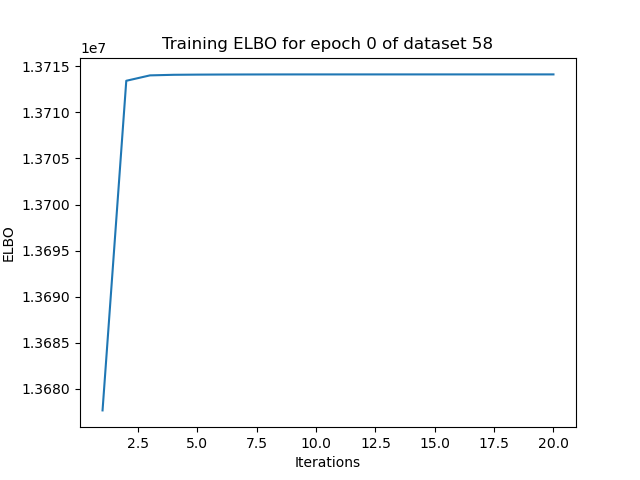 Training ELBO for epoch 0 of dataset 58
1e7
1.3715
1.3710
1.3705
1.3700
1.3695
1.3690
1.3685
1.3680
ELBO
2.5 5.0 7.5 10.0 12.5 15.0 17.5 20.0
Iterations